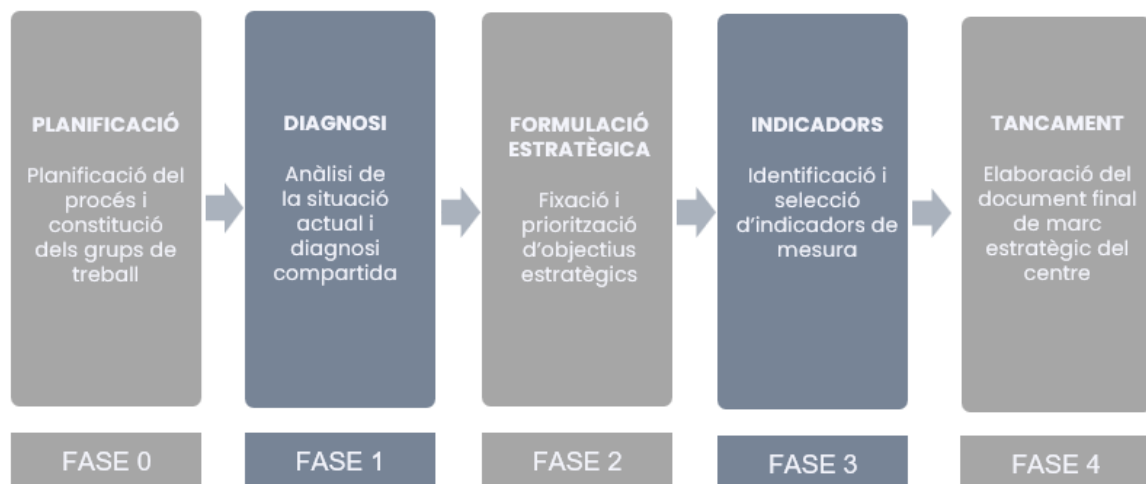 PLANIFICACIÓ
Planificació del
procés i
constitució
dels grups de
treball
DIAGNOSI
Anàlisi de
la situació
actual i
diagnosi
compartida
FORMULACIÓ
ESTRATÈGICA
Fixació i
priorització
d'objectius
estratègics
INDICADORS
Identificació i
selecció
d'indicadors de
mesura
TANCAMENT
Elaboració del
document final
de marc
estratègic del
centre
FASE 0
FASE 1
FASE 2
FASE 3
FASE 4